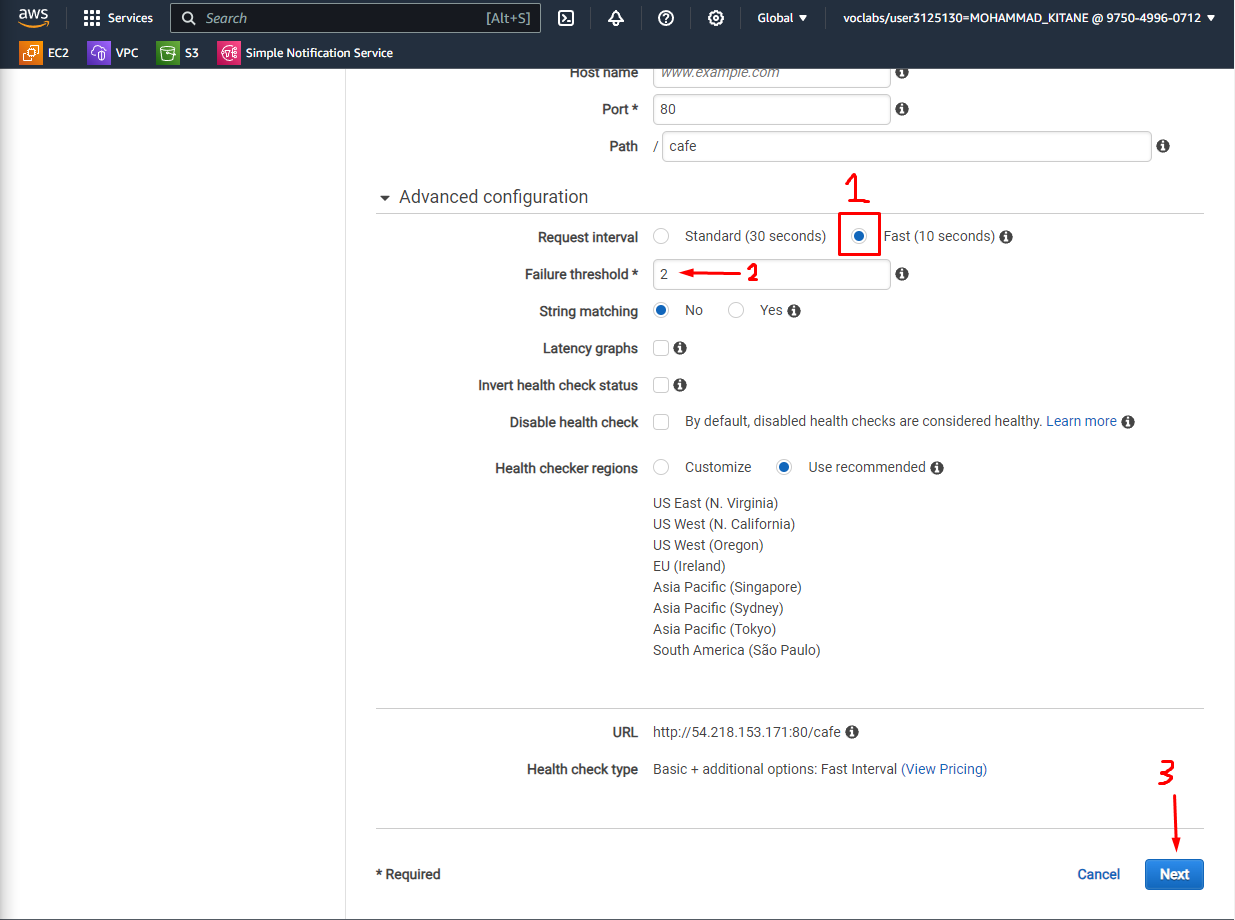 aws Services Search [Alt+S] Global voclabs/user3125130=MOHAMMAD_KITANE @ 9750-4996-0712
EC2 VPC S3 Simple Notification Service
Host name www.example.com
Port * 80
Path / cafe
1
Advanced configuration
Request interval Standard (30 seconds) Fast (10 seconds)
Failure threshold * 2 2
String matching No Yes
Latency graphs
Invert health check status
Disable health check By default, disabled health checks are considered healthy. Learn more
Health checker regions Customize Use recommended
US East (N. Virginia)
US West (N. California)
US West (Oregon)
EU (Ireland)
Asia Pacific (Singapore)
Asia Pacific (Sydney)
Asia Pacific (Tokyo)
South America (São Paulo)
URL http://54.218.153.171:80/cafe
Health check type Basic + additional options: Fast Interval (View Pricing)
3
* Required Cancel Next